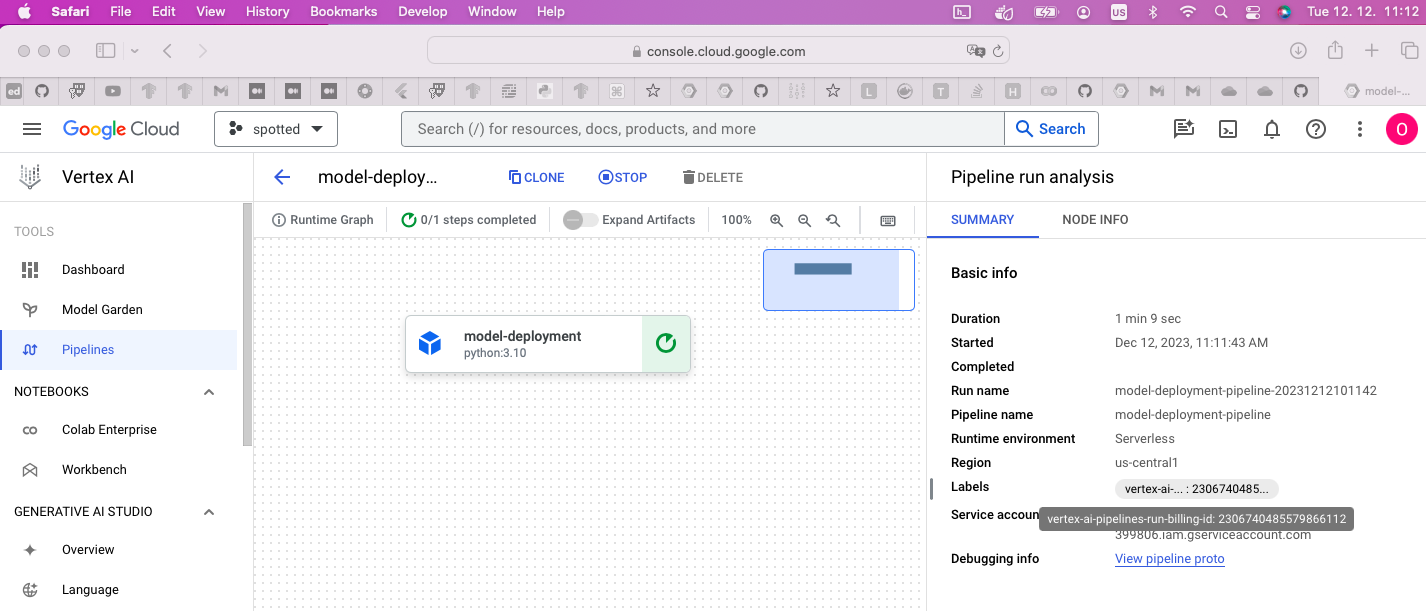 Safari File Edit View History Bookmarks Develop Window Help US Tue 12. 12. 11:12
console.cloud.google.com
ed L T H model-...
Google Cloud spotted Search (/) for resources, docs, products, and more Search O
Vertex AI
model-deploy... CLONE STOP DELETE
Pipeline run analysis
Runtime Graph 0/1 steps completed Expand Artifacts 100%
SUMMARY NODE INFO
TOOLS
Dashboard
Model Garden
Pipelines
NOTEBOOKS
Colab Enterprise
Workbench
GENERATIVE AI STUDIO
Overview
Language
model-deployment
python:3.10
Basic info
Duration 1 min 9 sec
Started Dec 12, 2023, 11:11:43 AM
Completed
Run name model-deployment-pipeline-20231212101142
Pipeline name model-deployment-pipeline
Runtime environment Serverless
Region us-central1
Labels vertex-ai-... : 2306740485...
Service accoun
vertex-ai-pipelines-run-billing-id: 2306740485579866112
399806.iam.gserviceaccount.com
Debugging info View pipeline proto